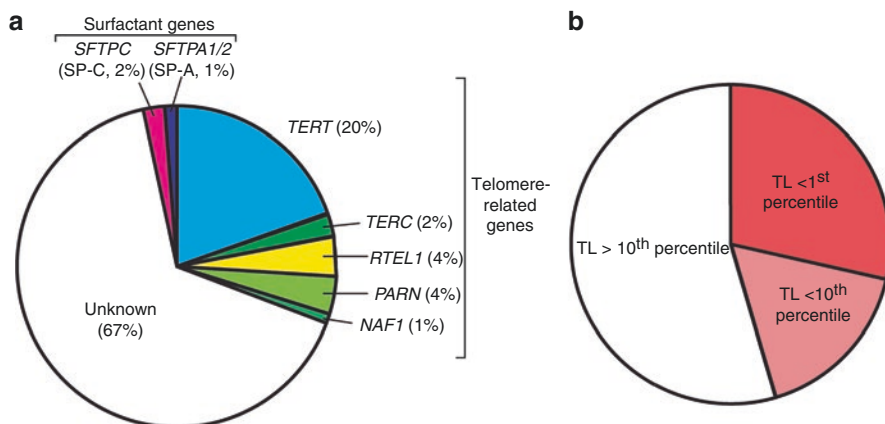 a
Surfactant genes
SFTPC SFTPA1/2
(SP-C, 2%) (SP-A, 1%)
TERT (20%)
TERC (2%)
RTEL1 (4%)
PARN (4%)
NAF1 (1%)
Unknown
(67%)
Telomere-
related
genes
b
TL <1st
percentile
TL > 10th percentile
TL <10th
percentile